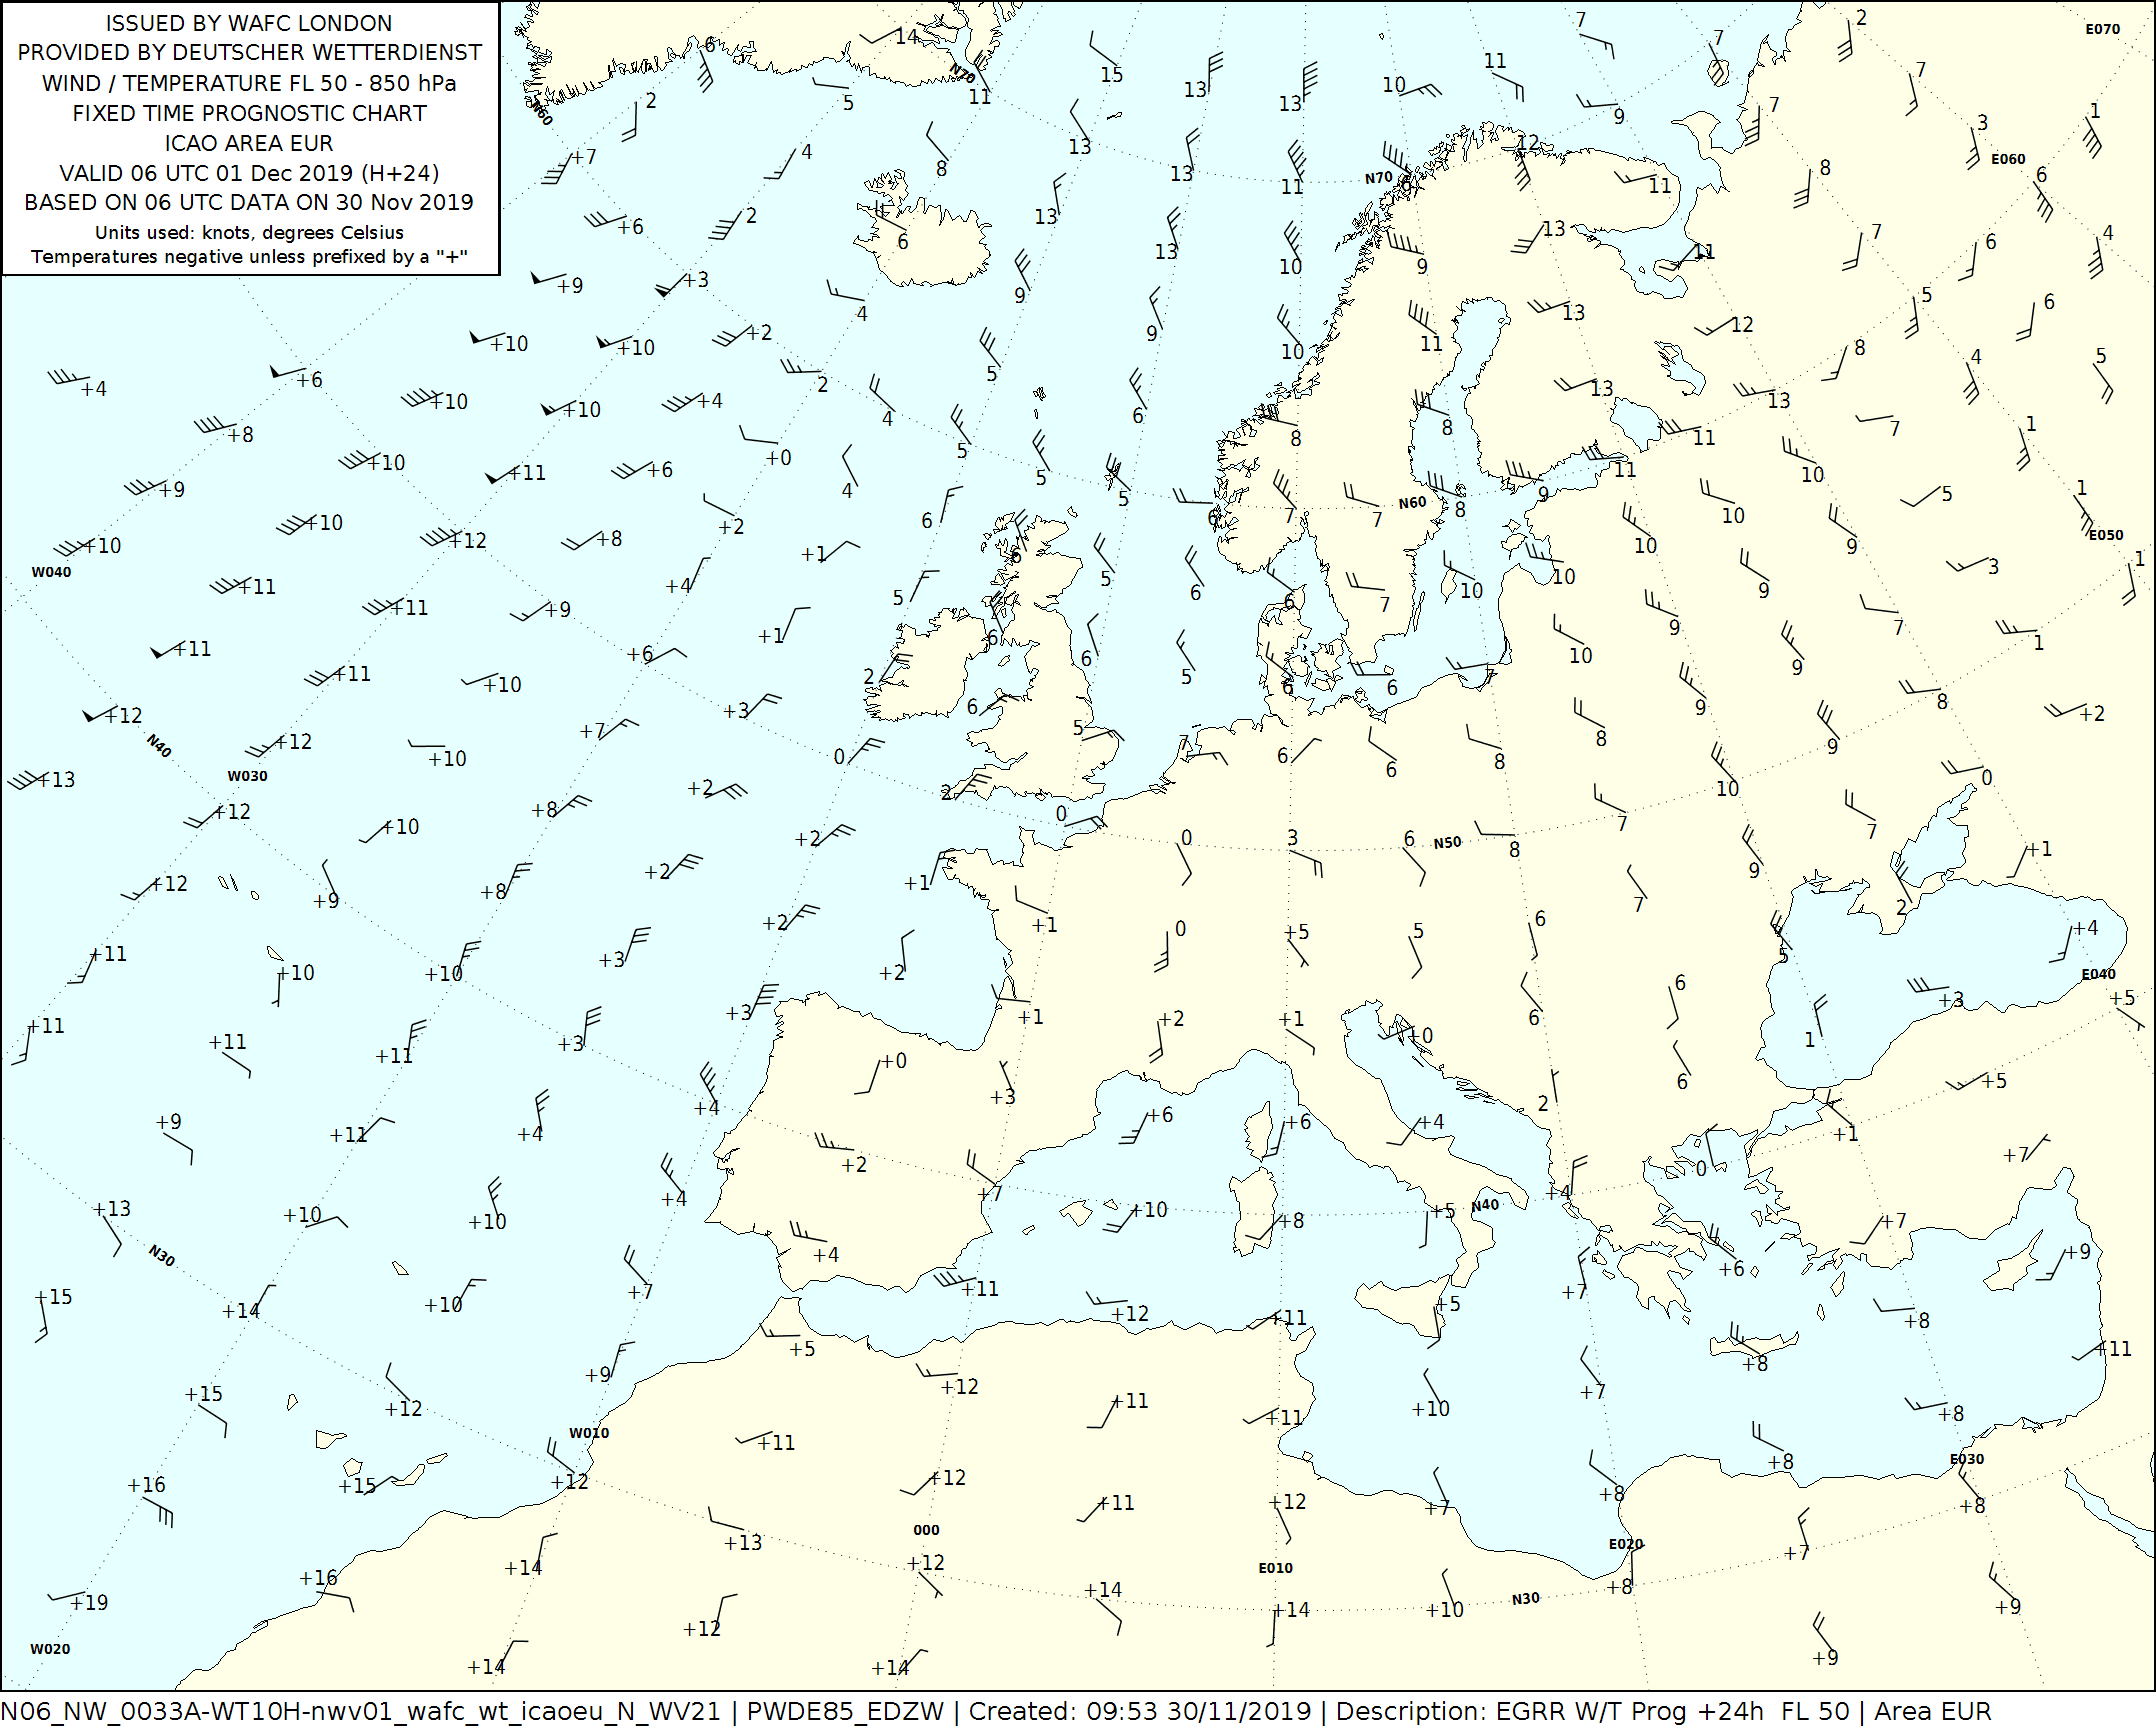 ISSUED BY WAFC LONDON
PROVIDED BY DEUTSCHER WETTERDIENST
WIND / TEMPERATURE FL 50 - 850 hPa
FIXED TIME PROGNOSTIC CHART
ICAO AREA EUR
VALID 06 UTC 01 Dec 2019 (H+24)
BASED ON 06 UTC DATA ON 30 Nov 2019
Units used: knots, degrees Celsius
Temperatures negative unless prefixed by a "+"
6 14 7 7 2 E070
2 5 N70 11 15 13 13 10 11 9 7 7
N60 +7 4 8 13 13 11 N70 6 12 11 8 3 E060 1
+6 2 6 13 13 10 9 13 11 7 6 6 4
+9 +3 4 9 9 10 11 13 12 5 6
+4 +6 +10 +10 +2 2 5 6 8 8 13 13 8 4 5
+8 +10 +10 +4 4 5 8 11 7 1
+9 +10 +11 +6 +0 4 5 5 11 10 5 1
+10 +10 +12 +8 +2 +1 6 6 6 7 7 N60 8 9 10 10 9 E050
W040 +11 +11 +9 +4 5 6 5 6 6 7 10 10 9 9 7 3 1
+11 +11 +10 +6 +1 2 6 6 5 6 6 7 10 9 8 1
+12 N40 +12 +10 +7 +3 0 6 5 7 6 6 8 8 9 9 +2
+13 W030 +12 +10 +8 +2 +2 2 0 0 3 6 N50 8 7 10 7 0
+12 +9 +8 +2 +2 +1 +1 0 +5 5 6 7 9 2 +1
+11 +10 +10 +3 +2 +1 +2 +1 +0 6 6 5 +3 +4 E040
+11 +11 +11 +3 +3 +0 +3 +6 +6 +4 2 6 1 +5 +5
+9 +11 +4 +4 +2 +7 +10 +8 +5 N40 +4 0 +1 +7
+13 N30 +10 +10 +4 +4 +11 +12 +11 +5 +7 +6 +7 +9
+15 +14 +10 +7 +5 +12 +11 +11 +10 +7 +8 +8 +11
+15 +12 +9 W010 +11 +12 +11 +12 +7 +8 +8 +8 E030
+16 +15 +12 +13 000 +12 +14 E010 +14 +10 N30 E020 +8 +7 +8
+19 +16 +14 +12 +9
W020 +14 +14 +9
N06_NW_0033A-WT10H-nwv01_wafc_wt_icaoeu_N_WV21 | PWDE85_EDZW | Created: 09:53 30/11/2019 | Description: EGRR W/T Prog +24h  FL 50 | Area EUR